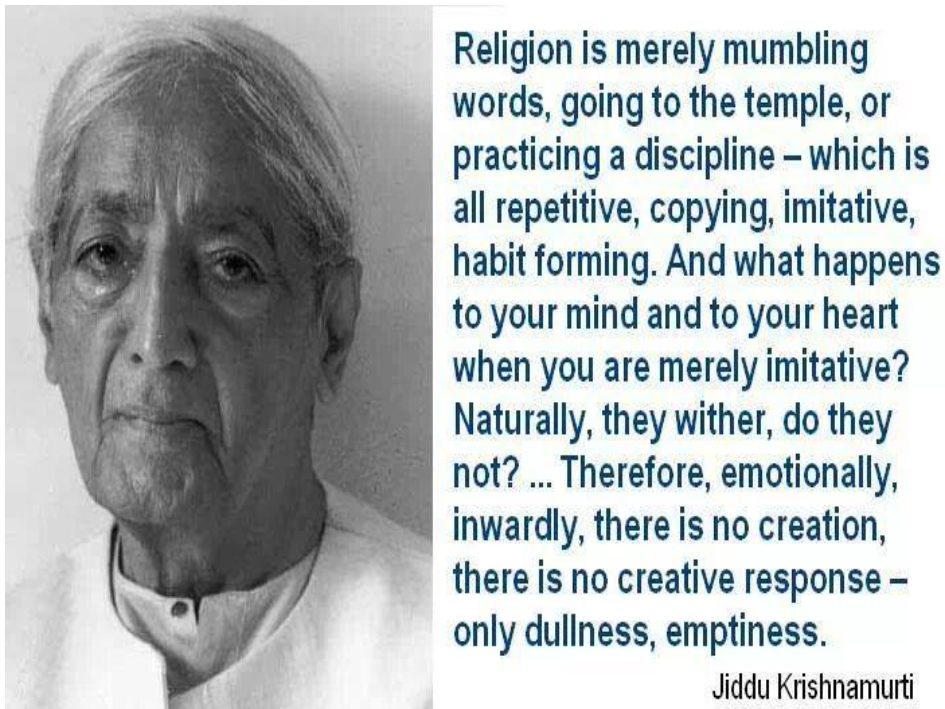 Religion is merely mumbling
words, going to the temple, or
practicing a discipline – which is
all repetitive, copying, imitative,
habit forming. And what happens
to your mind and to your heart
when you are merely imitative?
Naturally, they wither, do they
not? ... Therefore, emotionally,
inwardly, there is no creation,
there is no creative response –
only dullness, emptiness.
Jiddu Krishnamurti